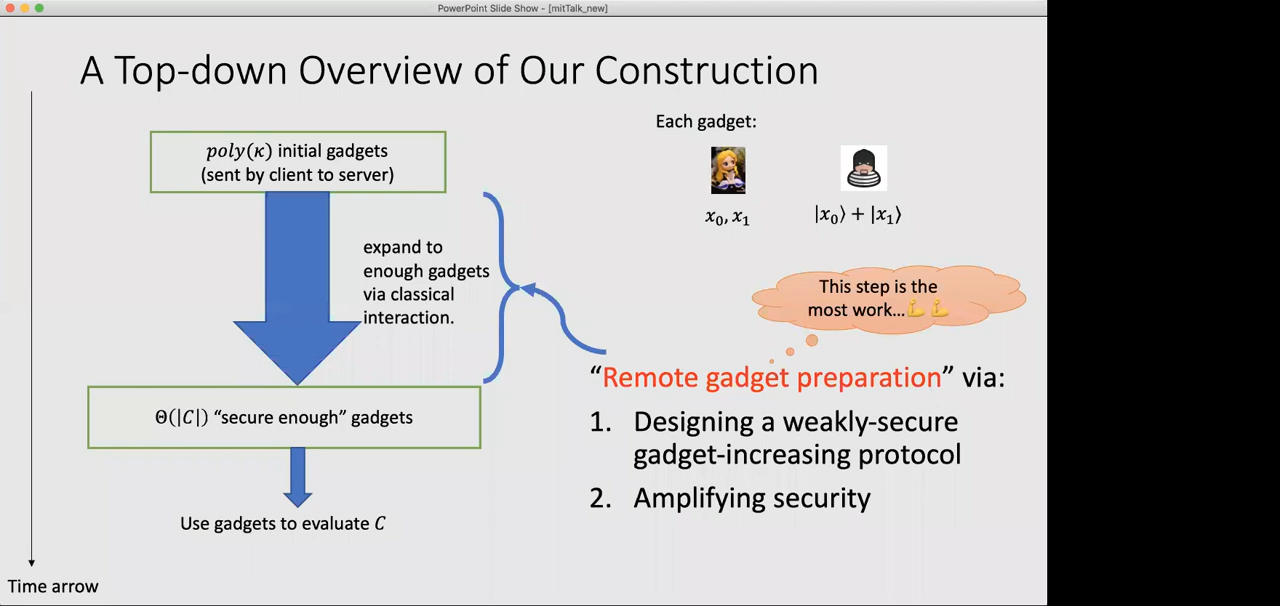 PowerPoint Slide Show - [mitTalk_new]
A Top-down Overview of Our Construction
poly(κ) initial gadgets
(sent by client to server)
expand to
enough gadgets
via classical
interaction.
Θ(|C|) “secure enough” gadgets
Use gadgets to evaluate C
Time arrow
Each gadget:
x₀, x₁
|x₀⟩ + |x₁⟩
This step is the
most work...💪💪
“Remote gadget preparation” via:
1. Designing a weakly-secure
gadget-increasing protocol
2. Amplifying security